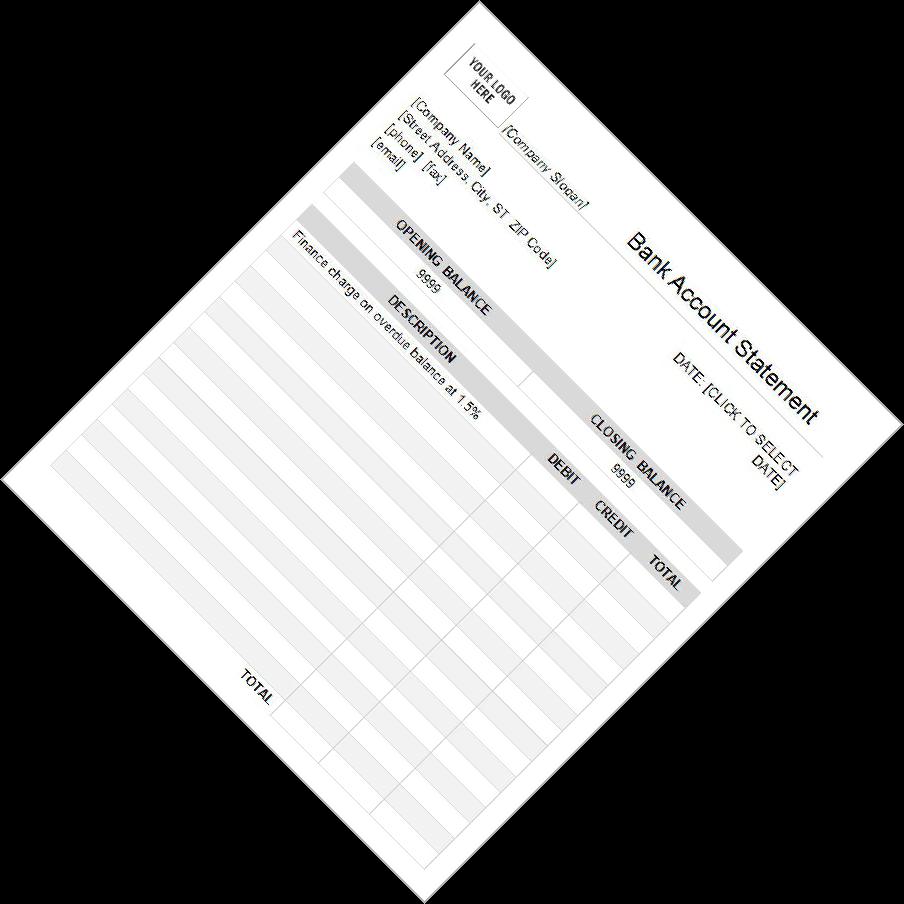 YOUR LOGO
HERE
Bank Account Statement
[Company Slogan]
[Company Name]
[Street Address, City, ST ZIP Code]
[phone] [fax]
[email]
DATE: [CLICK TO SELECT
DATE]
OPENING BALANCE CLOSING BALANCE
9999 9999
DESCRIPTION DEBIT CREDIT TOTAL
Finance charge on overdue balance at 1.5%
TOTAL